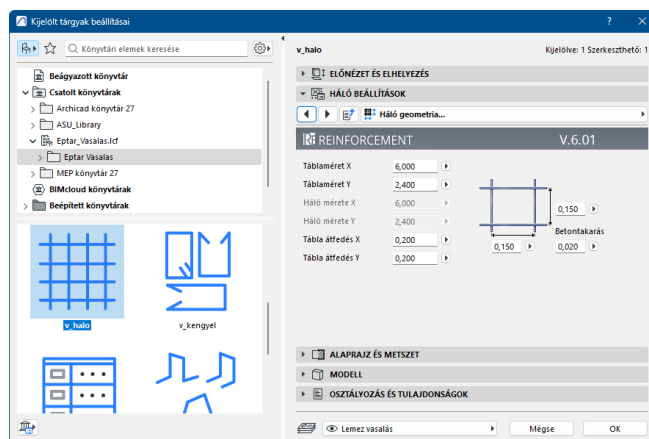 Kijelölt tárgyak beállításai
Könyvtári elemek keresése
Beágyazott könyvtár
Csatolt könyvtárak
Archicad könyvtár 27
ASU_Library
Eptar_Vasalas.lcf
Eptar Vasalas
MEP könyvtár 27
BIMcloud könyvtárak
Beépített könyvtárak
v_halo
v_kengyel
v_halo
Kijelölve: 1 Szerkeszthető: 1
ELŐNÉZET ÉS ELHELYEZÉS
HÁLÓ BEÁLLÍTÁSOK
Háló geometria...
REINFORCEMENT V.6.01
Táblaméret X 6,000
Táblaméret Y 2,400
Háló mérete X 6,000
Háló mérete Y 2,400
Tábla átfedés X 0,200
Tábla átfedés Y 0,200
0,150
Betontakarás
0,150 0,020
ALAPRAJZ ÉS METSZET
MODELL
OSZTÁLYOZÁS ÉS TULAJDONSÁGOK
Lemez vasalás
Mégse
OK